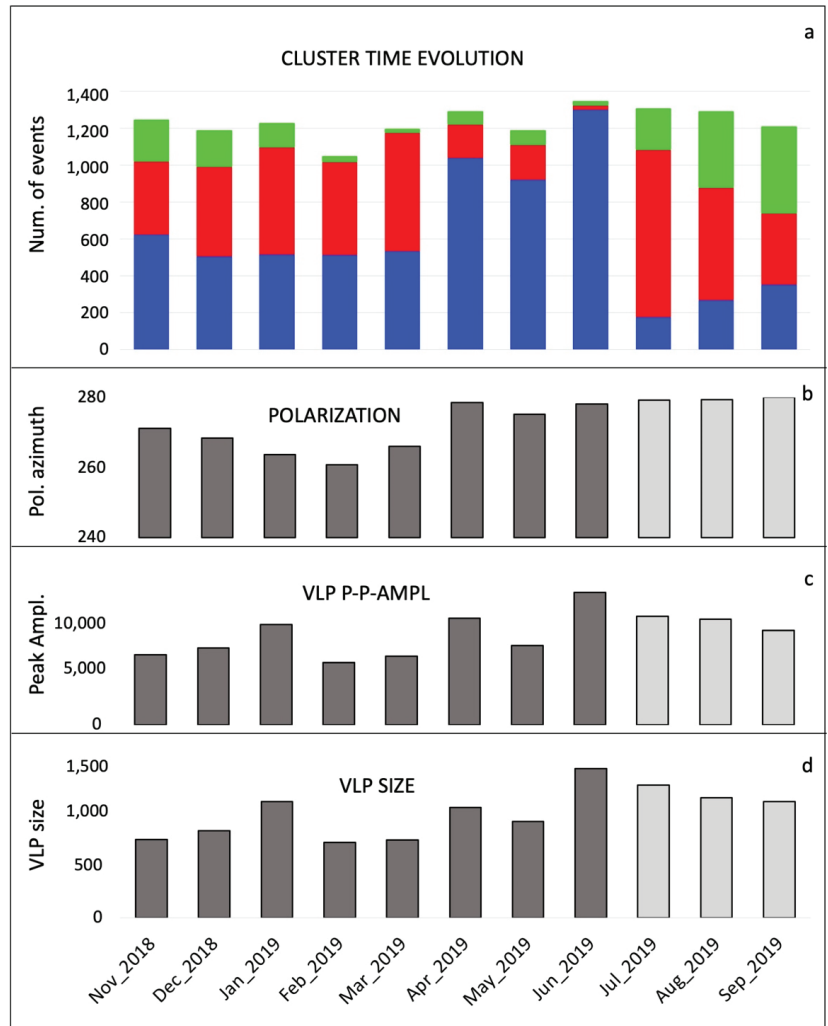 a
CLUSTER TIME EVOLUTION
Num. of events
1,400
1,200
1,000
800
600
400
200
0
b
POLARIZATION
Pol. azimuth
280
260
240
c
VLP P-P-AMPL
Peak Ampl.
10,000
5,000
0
d
VLP SIZE
VLP size
1,500
1,000
500
0
Nov_2018
Dec_2018
Jan_2019
Feb_2019
Mar_2019
Apr_2019
May_2019
Jun_2019
Jul_2019
Aug_2019
Sep_2019